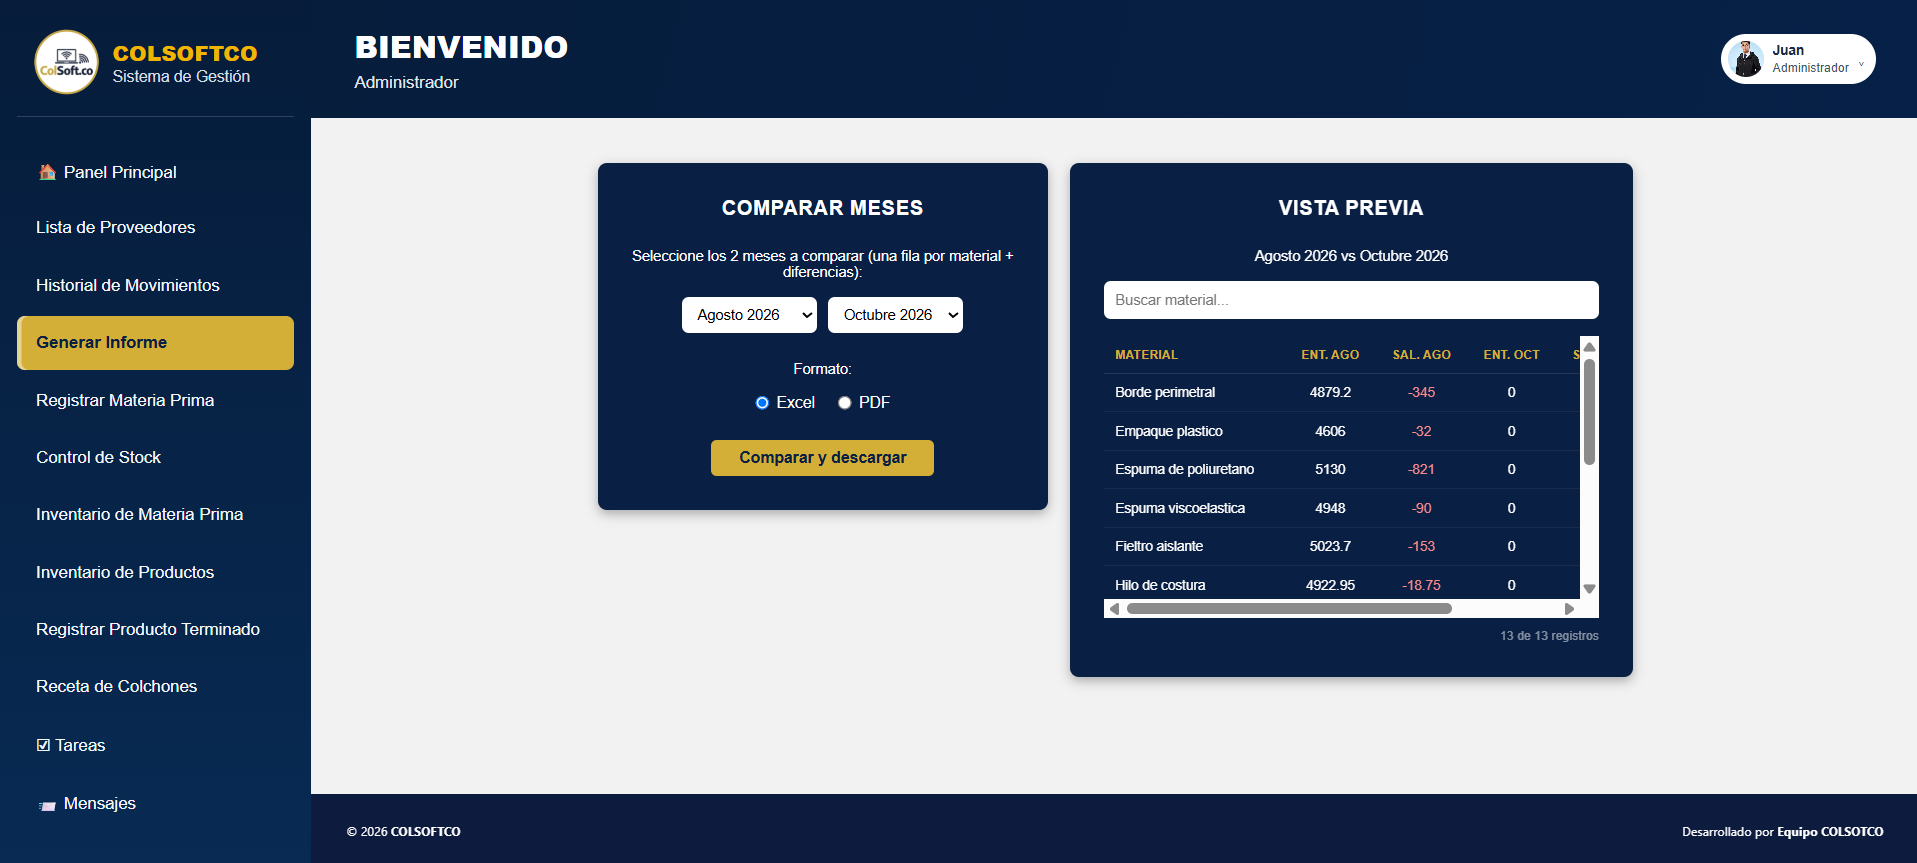 ColSoft.co
COLSOFTCO
Sistema de Gestión
Panel Principal
Lista de Proveedores
Historial de Movimientos
Generar Informe
Registrar Materia Prima
Control de Stock
Inventario de Materia Prima
Inventario de Productos
Registrar Producto Terminado
Receta de Colchones
Tareas
Mensajes
BIENVENIDO
Administrador
Juan
Administrador
COMPARAR MESES
Seleccione los 2 meses a comparar (una fila por material +
diferencias):
Agosto 2026 Octubre 2026
Formato:
Excel PDF
Comparar y descargar
VISTA PREVIA
Agosto 2026 vs Octubre 2026
Buscar material...
MATERIAL ENT. AGO SAL. AGO ENT. OCT S
Borde perimetral 4879.2 -345 0
Empaque plastico 4606 -32 0
Espuma de poliuretano 5130 -821 0
Espuma viscoelastica 4948 -90 0
Fieltro aislante 5023.7 -153 0
Hilo de costura 4922.95 -18.75 0
13 de 13 registros
© 2026 COLSOFTCO
Desarrollado por Equipo COLSOTCO